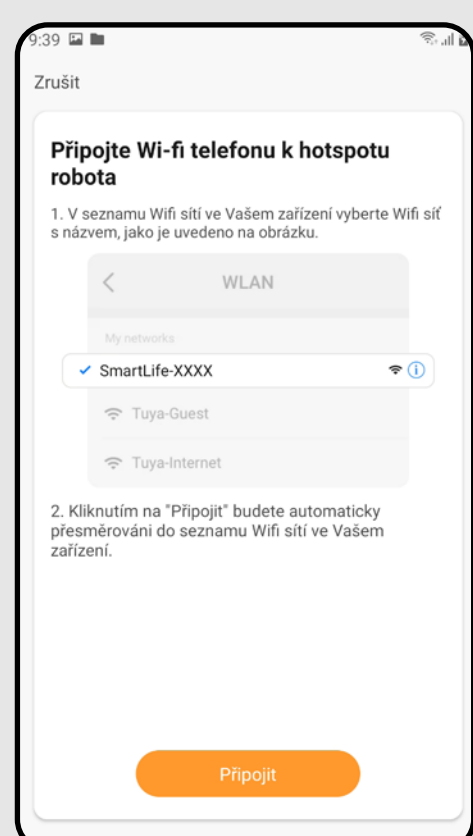 9:39
Zrušit
Připojte Wi-fi telefonu k hotspotu
robota
1. V seznamu Wifi sítí ve Vašem zařízení vyberte Wifi síť
s názvem, jako je uvedeno na obrázku.
WLAN
My networks
SmartLife-XXXX
Tuya-Guest
Tuya-Internet
2. Kliknutím na "Připojit" budete automaticky
přesměrováni do seznamu Wifi sítí ve Vašem
zařízení.
Připojit